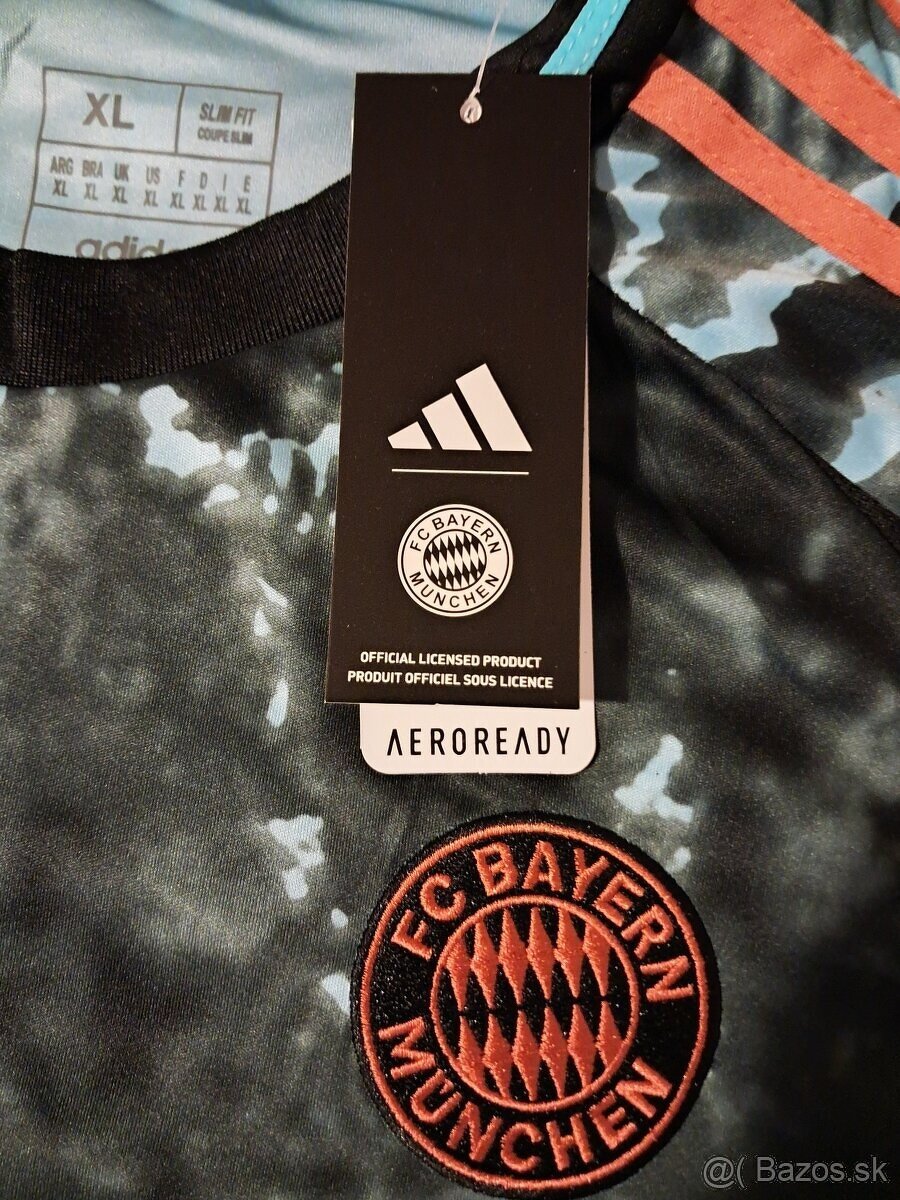 XL
SLIM FIT
COUPE SLIM
ARG BRA UK US F D I E
XL XL XL XL XL XL XL XL
FC BAYERN
MÜNCHEN
OFFICIAL LICENSED PRODUCT
PRODUIT OFFICIEL SOUS LICENCE
AEROREADY
FC BAYERN
MÜNCHEN
@( Bazos.sk